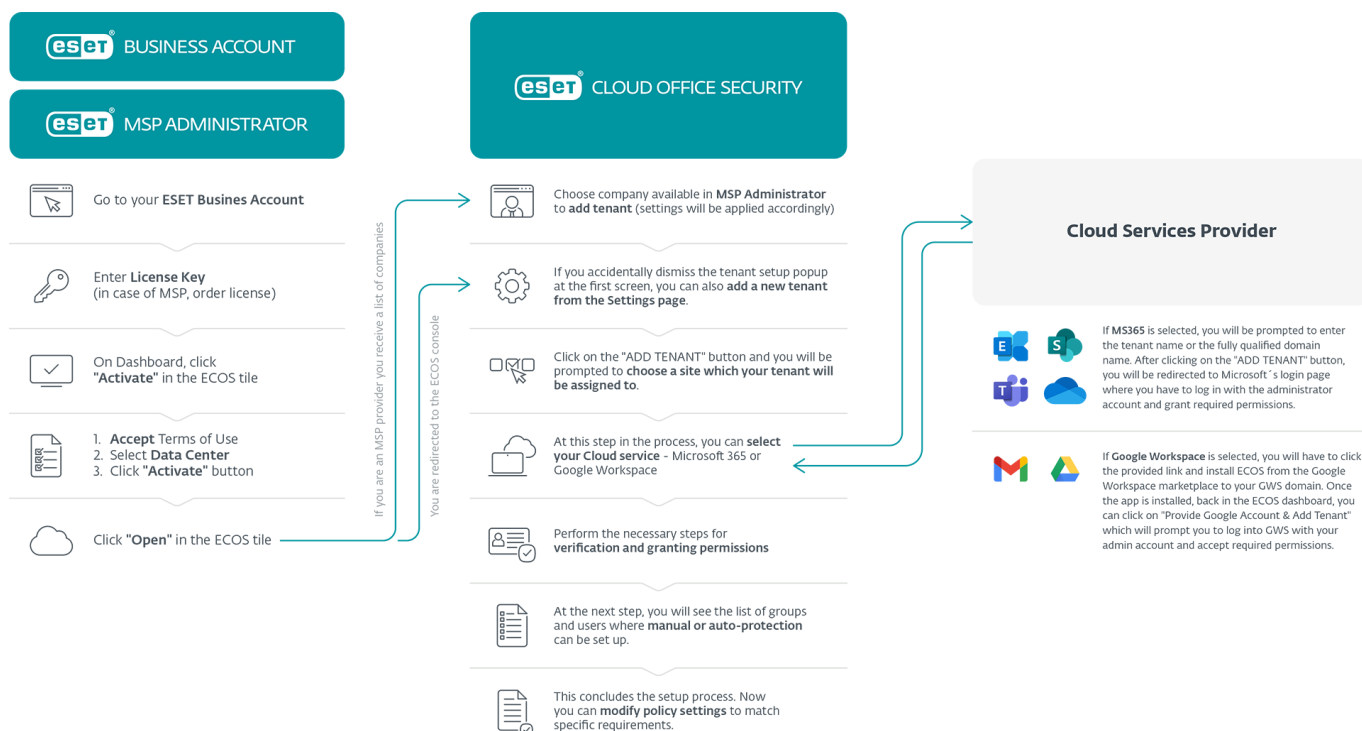 eset® BUSINESS ACCOUNT
eset® MSP ADMINISTRATOR
Go to your ESET Busines Account
Enter License Key
(in case of MSP, order license)
On Dashboard, click
"Activate" in the ECOS tile
1. Accept Terms of Use
2. Select Data Center
3. Click "Activate" button
Click "Open" in the ECOS tile
If you are an MSP provider you receive a list of companies
You are redirected to the ECOS console
eset® CLOUD OFFICE SECURITY
Choose company available in MSP Administrator
to add tenant (settings will be applied accordingly)
If you accidentally dismiss the tenant setup popup
at the first screen, you can also add a new tenant
from the Settings page.
Click on the "ADD TENANT" button and you will be
prompted to choose a site which your tenant will
be assigned to.
At this step in the process, you can select
your Cloud service - Microsoft 365 or
Google Workspace
Perform the necessary steps for
verification and granting permissions
At the next step, you will see the list of groups
and users where manual or auto-protection
can be set up.
This concludes the setup process. Now
you can modify policy settings to match
specific requirements.
Cloud Services Provider
E
S
T
If MS365 is selected, you will be prompted to enter
the tenant name or the fully qualified domain
name. After clicking on the "ADD TENANT" button,
you will be redirected to Microsoft´s login page
where you have to log in with the administrator
account and grant required permissions.
If Google Workspace is selected, you will have to click
the provided link and install ECOS from the Google
Workspace marketplace to your GWS domain. Once
the app is installed, back in the ECOS dashboard, you
can click on "Provide Google Account & Add Tenant"
which will prompt you to log into GWS with your
admin account and accept required permissions.